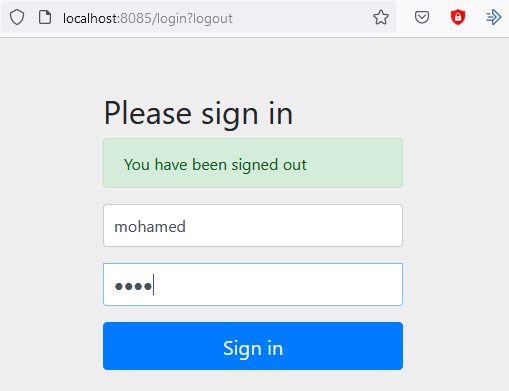 localhost:8085/login?logout
Please sign in
You have been signed out
mohamed
••••
Sign in